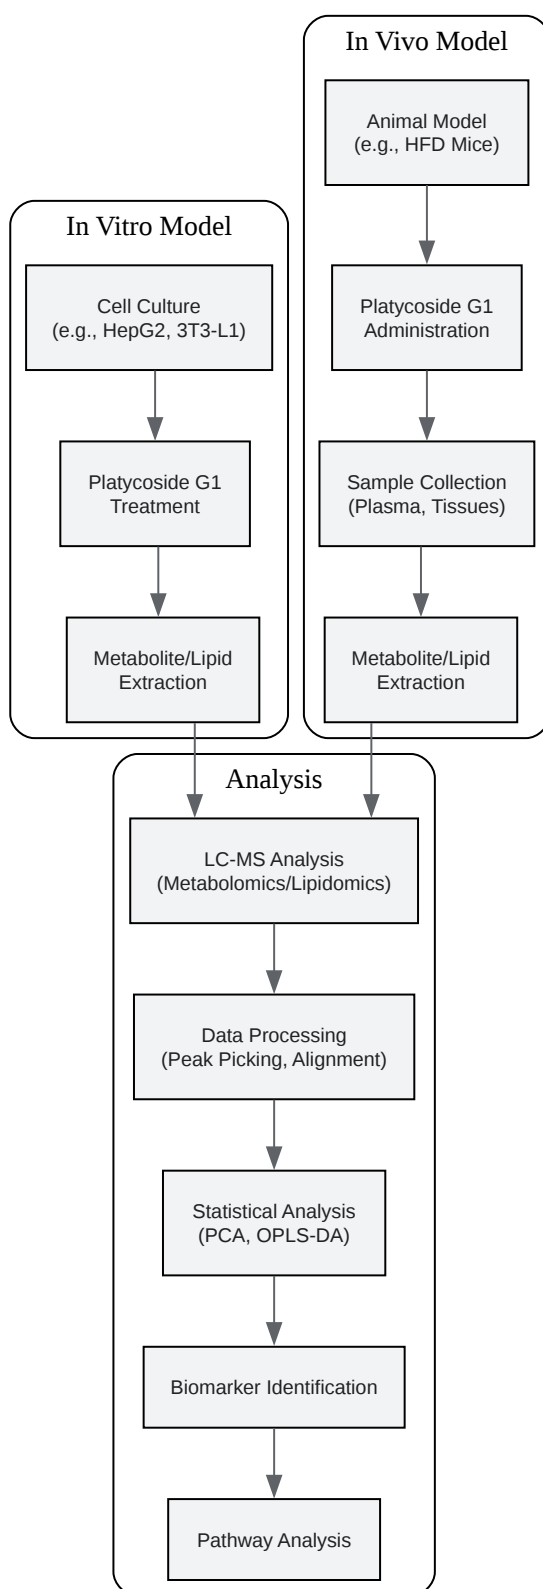 In Vitro Model
Cell Culture
(e.g., HepG2, 3T3-L1)
Platycoside G1
Treatment
Metabolite/Lipid
Extraction
In Vivo Model
Animal Model
(e.g., HFD Mice)
Platycoside G1
Administration
Sample Collection
(Plasma, Tissues)
Metabolite/Lipid
Extraction
Analysis
LC-MS Analysis
(Metabolomics/Lipidomics)
Data Processing
(Peak Picking, Alignment)
Statistical Analysis
(PCA, OPLS-DA)
Biomarker Identification
Pathway Analysis